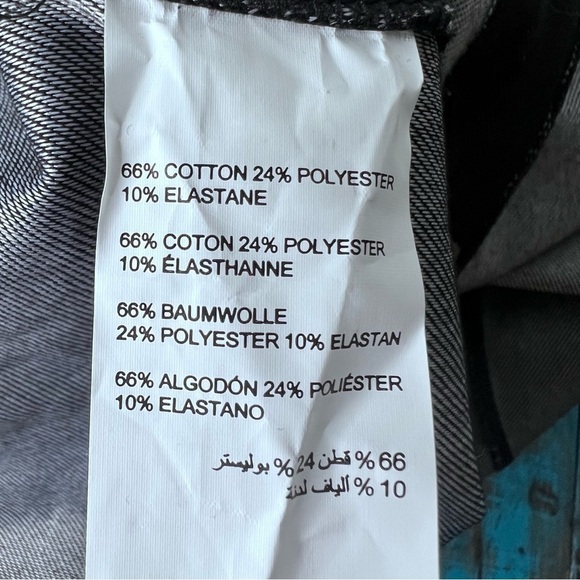 66% COTTON 24% POLYESTER
10% ELASTANE
66% COTON 24% POLYESTER
10% ÉLASTHANNE
66% BAUMWOLLE
24% POLYESTER 10% ELASTAN
66% ALGODÓN 24% POLIÉSTER
10% ELASTANO
66 % قطن 24 % بوليستر
10 % ألياف لدنة